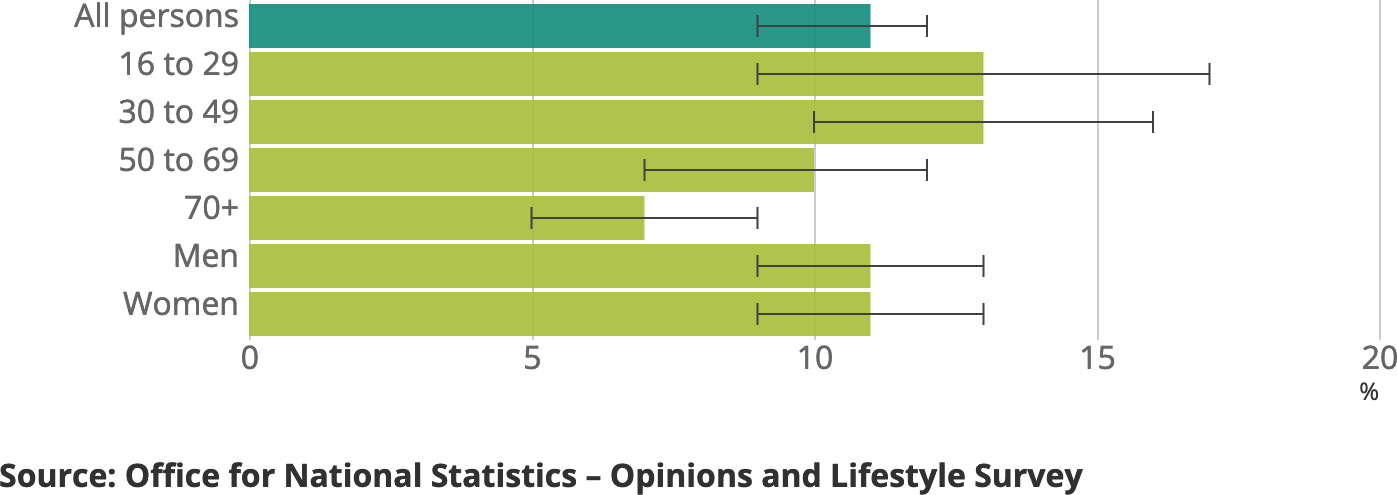 All persons
16 to 29
30 to 49
50 to 69
70+
Men
Women
0 5 10 15 20
%
Source: Office for National Statistics – Opinions and Lifestyle Survey